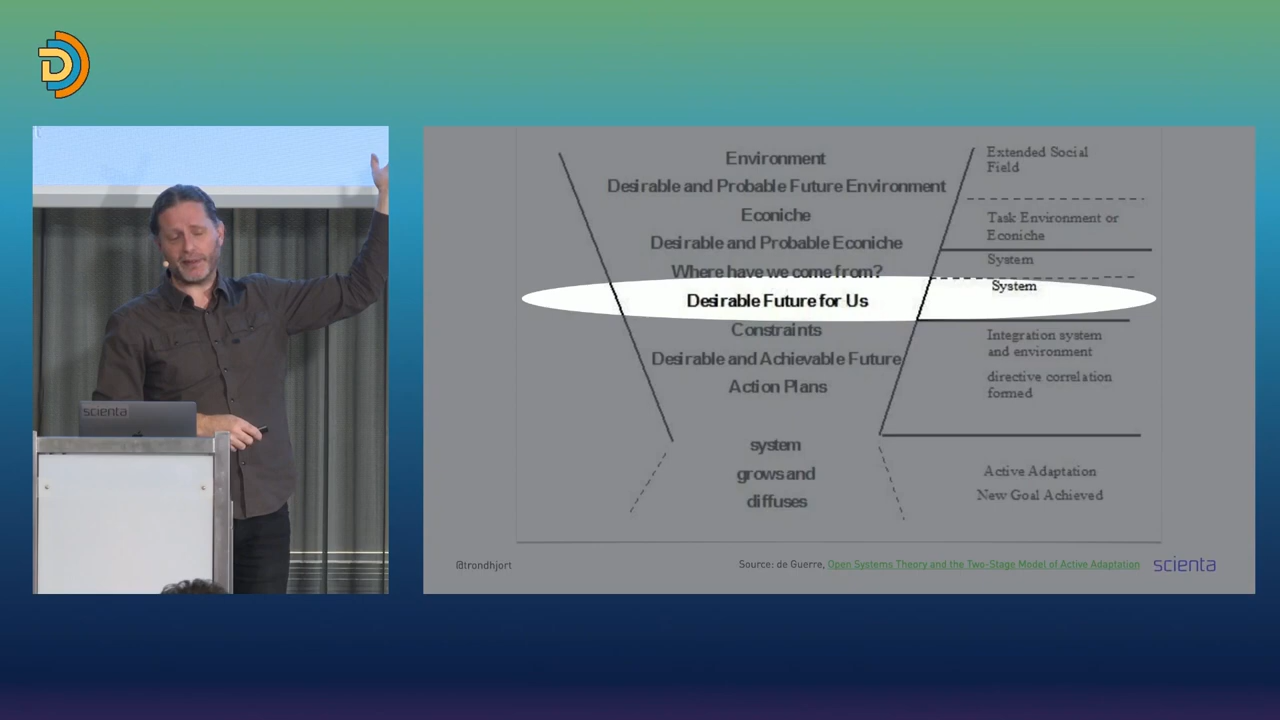 D
scienta
Environment
Desirable and Probable Future Environment
Econiche
Desirable and Probable Econiche
Where have we come from?
Desirable Future for Us
Constraints
Desirable and Achievable Future
Action Plans
system
grows and
diffuses
Extended Social
Field
Task Environment or
Econiche
System
System
Integration system
and environment
directive correlation
formed
Active Adaptation
New Goal Achieved
@trondhjort
Source: de Guerre, Open Systems Theory and the Two-Stage Model of Active Adaptation
scienta